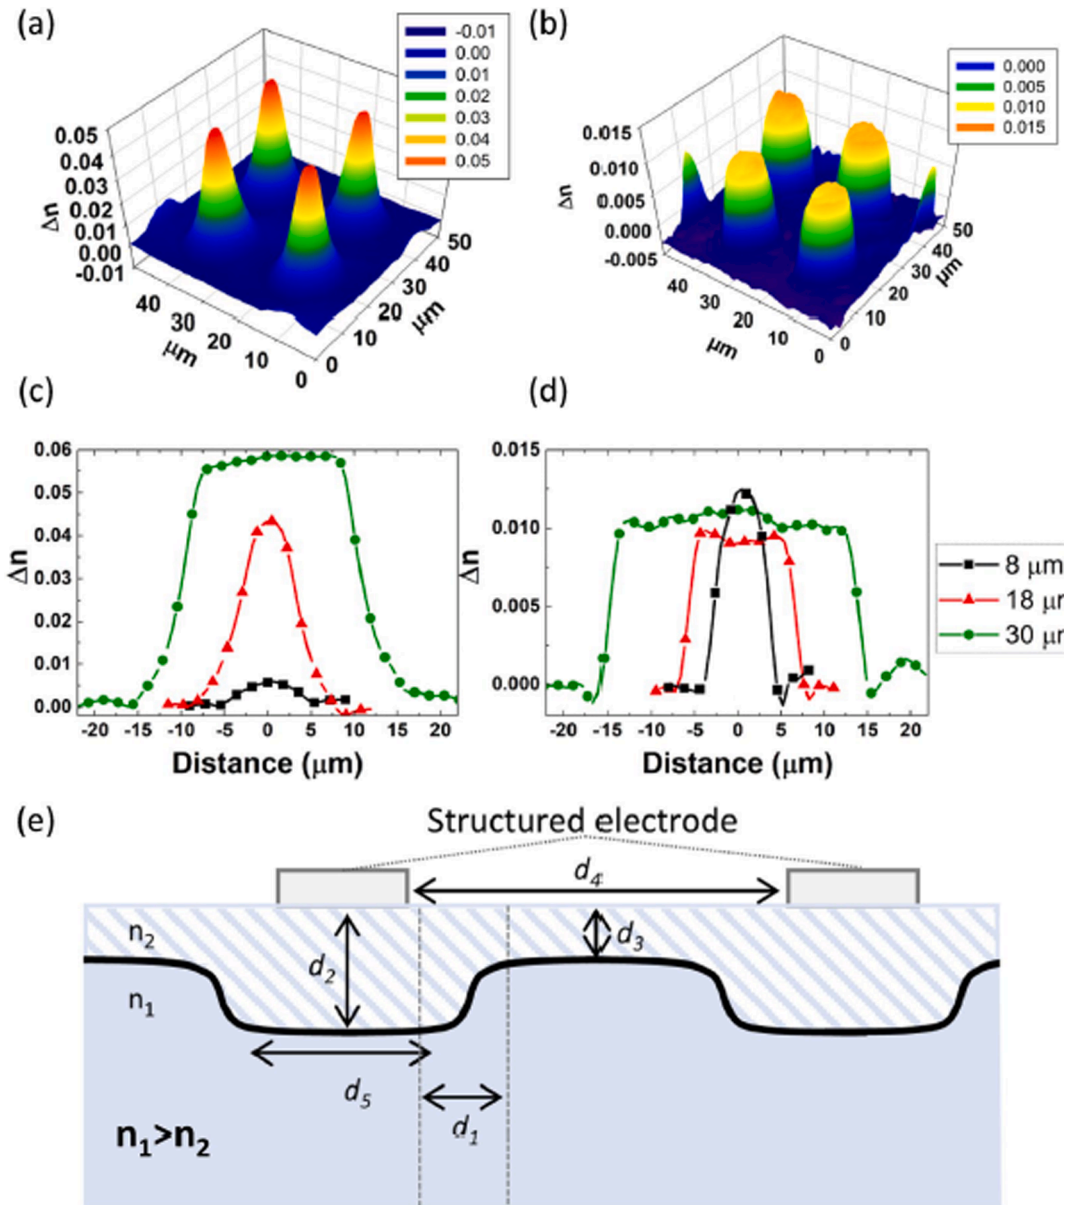 (a)
-0.01
0.00
0.01
0.02
0.03
0.04
0.05
0.05
0.04
0.03
0.02
0.01
0.00
-0.01
Δn
40
30
20
10
0
μm
0
10
20
30
40
50
μm
(b)
0.000
0.005
0.010
0.015
0.015
0.010
0.005
0.000
-0.005
Δn
40
30
20
10
0
μm
0
10
20
30
40
50
μm
(c)
0.06
0.05
0.04
0.03
0.02
0.01
0.00
Δn
-20 -15 -10 -5 0 5 10 15 20
Distance (μm)
(d)
0.015
0.010
0.005
0.000
Δn
-20 -15 -10 -5 0 5 10 15 20
Distance (μm)
8 μm
18 μr
30 μr
(e)
Structured electrode
d4
n2
d3
d2
n1
d5
d1
n1>n2